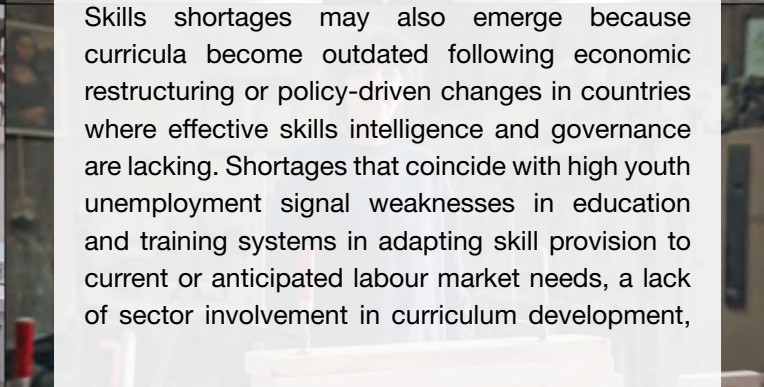 Skills shortages may also emerge because
curricula become outdated following economic
restructuring or policy-driven changes in countries
where effective skills intelligence and governance
are lacking. Shortages that coincide with high youth
unemployment signal weaknesses in education
and training systems in adapting skill provision to
current or anticipated labour market needs, a lack
of sector involvement in curriculum development,